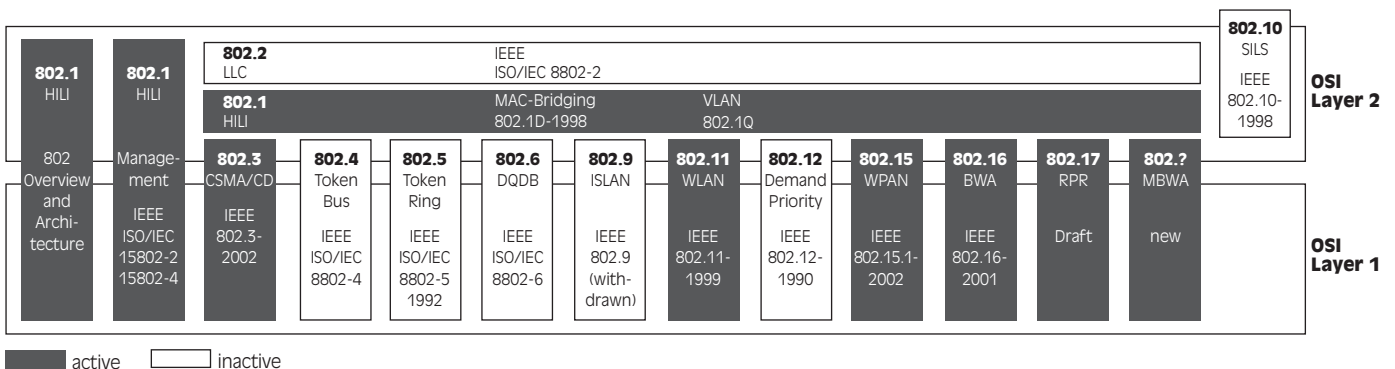 802.10
SILS
IEEE
802.10-
1998
OSI
Layer 2
802.1
HILI
802
Overview
and
Archi-
tecture
802.1
HILI
Manage-
ment
IEEE
ISO/IEC
15802-2
15802-4
802.2
LLC
IEEE
ISO/IEC 8802-2
802.1
HILI
MAC-Bridging
802.1D-1998
VLAN
802.1Q
802.3
CSMA/CD
IEEE
802.3-
2002
802.4
Token
Bus
IEEE
ISO/IEC
8802-4
802.5
Token
Ring
IEEE
ISO/IEC
8802-5
1992
802.6
DQDB
IEEE
ISO/IEC
8802-6
802.9
ISLAN
IEEE
802.9
(with-
drawn)
802.11
WLAN
IEEE
802.11-
1999
802.12
Demand
Priority
IEEE
802.12-
1990
802.15
WPAN
IEEE
802.15.1-
2002
802.16
BWA
IEEE
802.16-
2001
802.17
RPR
Draft
802.?
MBWA
new
OSI
Layer 1
active
inactive